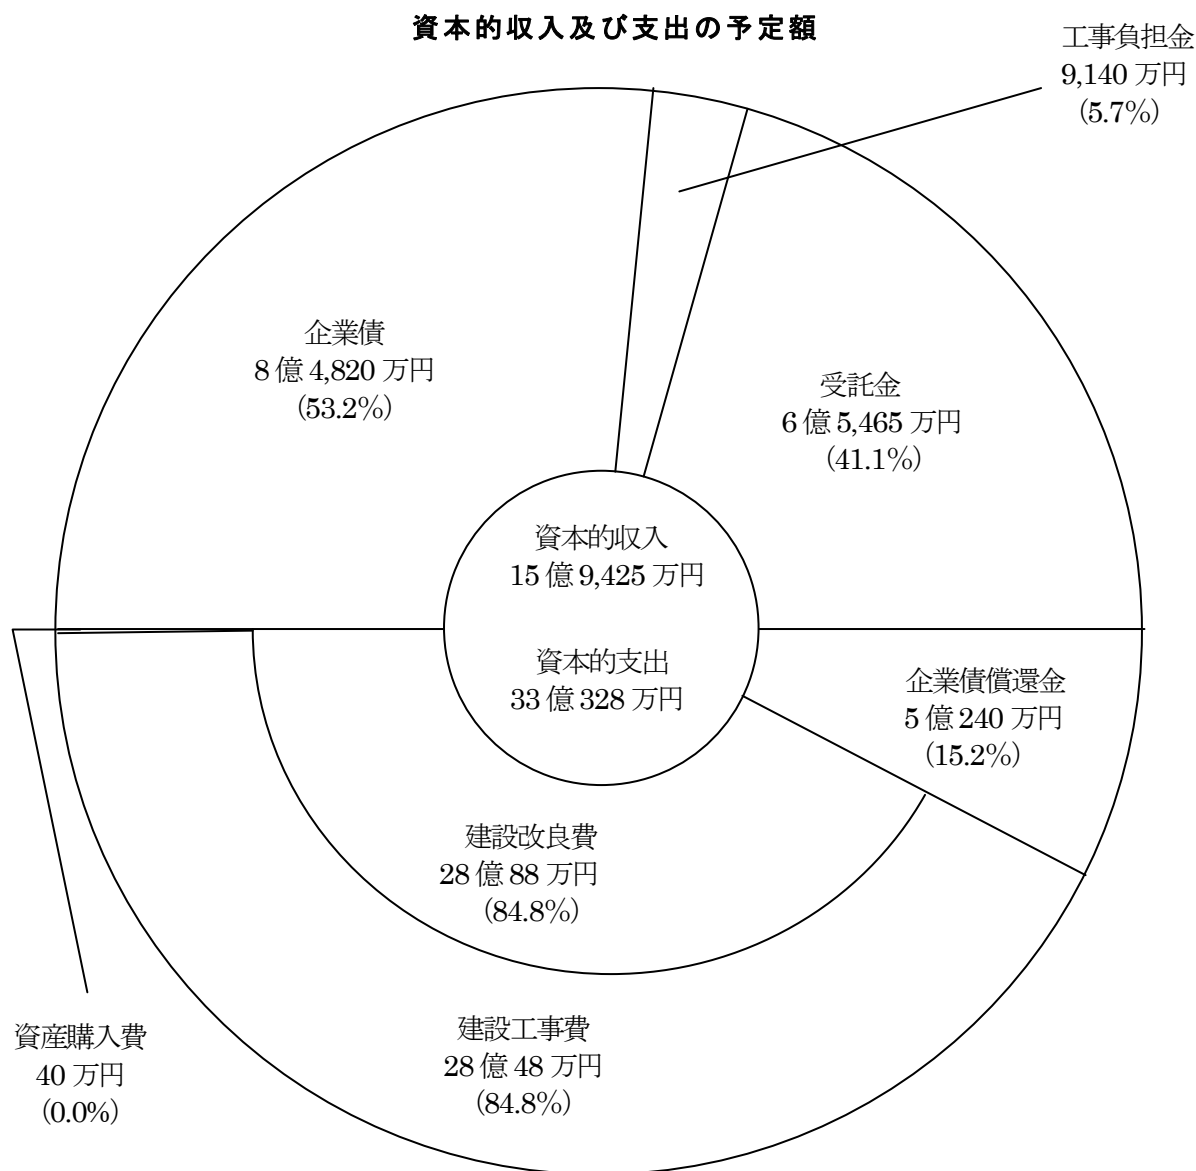 資本的収入及び支出の予定額
工事負担金
9,140 万円
(5.7%)
企業債
8 億 4,820 万円
(53.2%)
受託金
6 億 5,465 万円
(41.1%)
資本的収入
15 億 9,425 万円
資本的支出
33 億 328 万円
企業債償還金
5 億 240 万円
(15.2%)
建設改良費
28 億 88 万円
(84.8%)
資産購入費
40 万円
(0.0%)
建設工事費
28 億 48 万円
(84.8%)